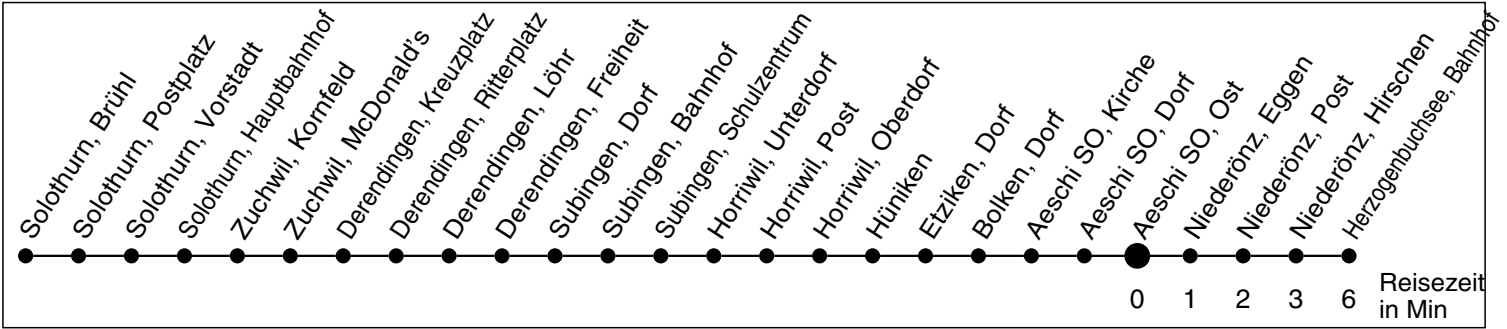 Solothurn, Brühl
Solothurn, Postplatz
Solothurn, Vorstadt
Solothurn, Hauptbahnhof
Zuchwil, Kornfeld
Zuchwil, McDonald's
Derendingen, Kreuzplatz
Derendingen, Ritterplatz
Derendingen, Löhr
Derendingen, Freiheit
Subingen, Dorf
Subingen, Bahnhof
Subingen, Schulzentrum
Horriwil, Unterdorf
Horriwil, Post
Horriwil, Oberdorf
Hüniken
Etziken, Dorf
Bolken, Dorf
Aeschi SO, Kirche
Aeschi SO, Dorf
Aeschi SO, Ost
Niederönz, Eggen
Niederönz, Post
Niederönz, Hirschen
Herzogenbuchsee, Bahnhof
0 1 2 3 6
Reisezeit
in Min